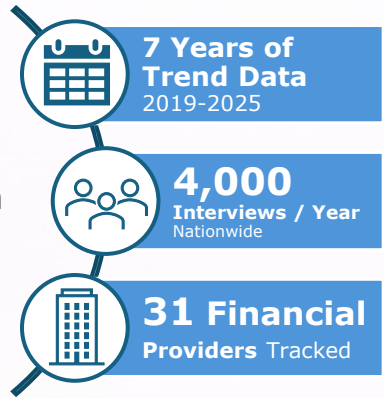 7 Years of
Trend Data
2019-2025
4,000
Interviews / Year
Nationwide
31 Financial
Providers Tracked